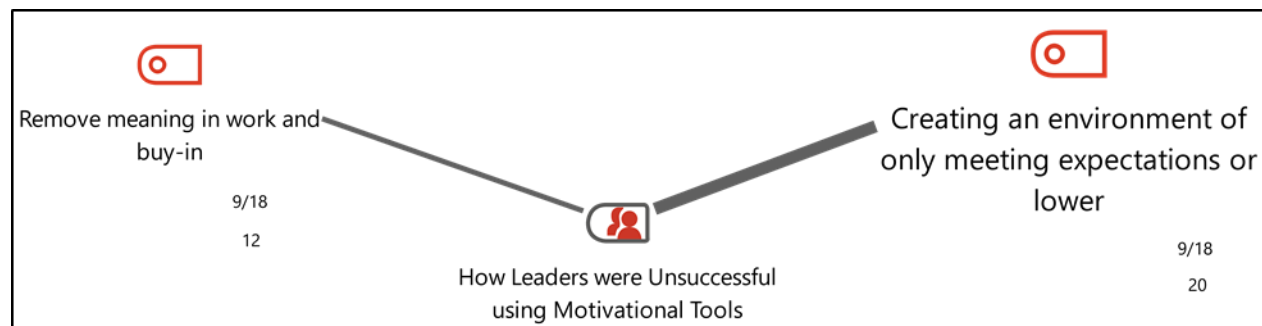 Remove meaning in work and
buy-in
9/18
12
How Leaders were Unsuccessful
using Motivational Tools
Creating an environment of
only meeting expectations or
lower
9/18
20